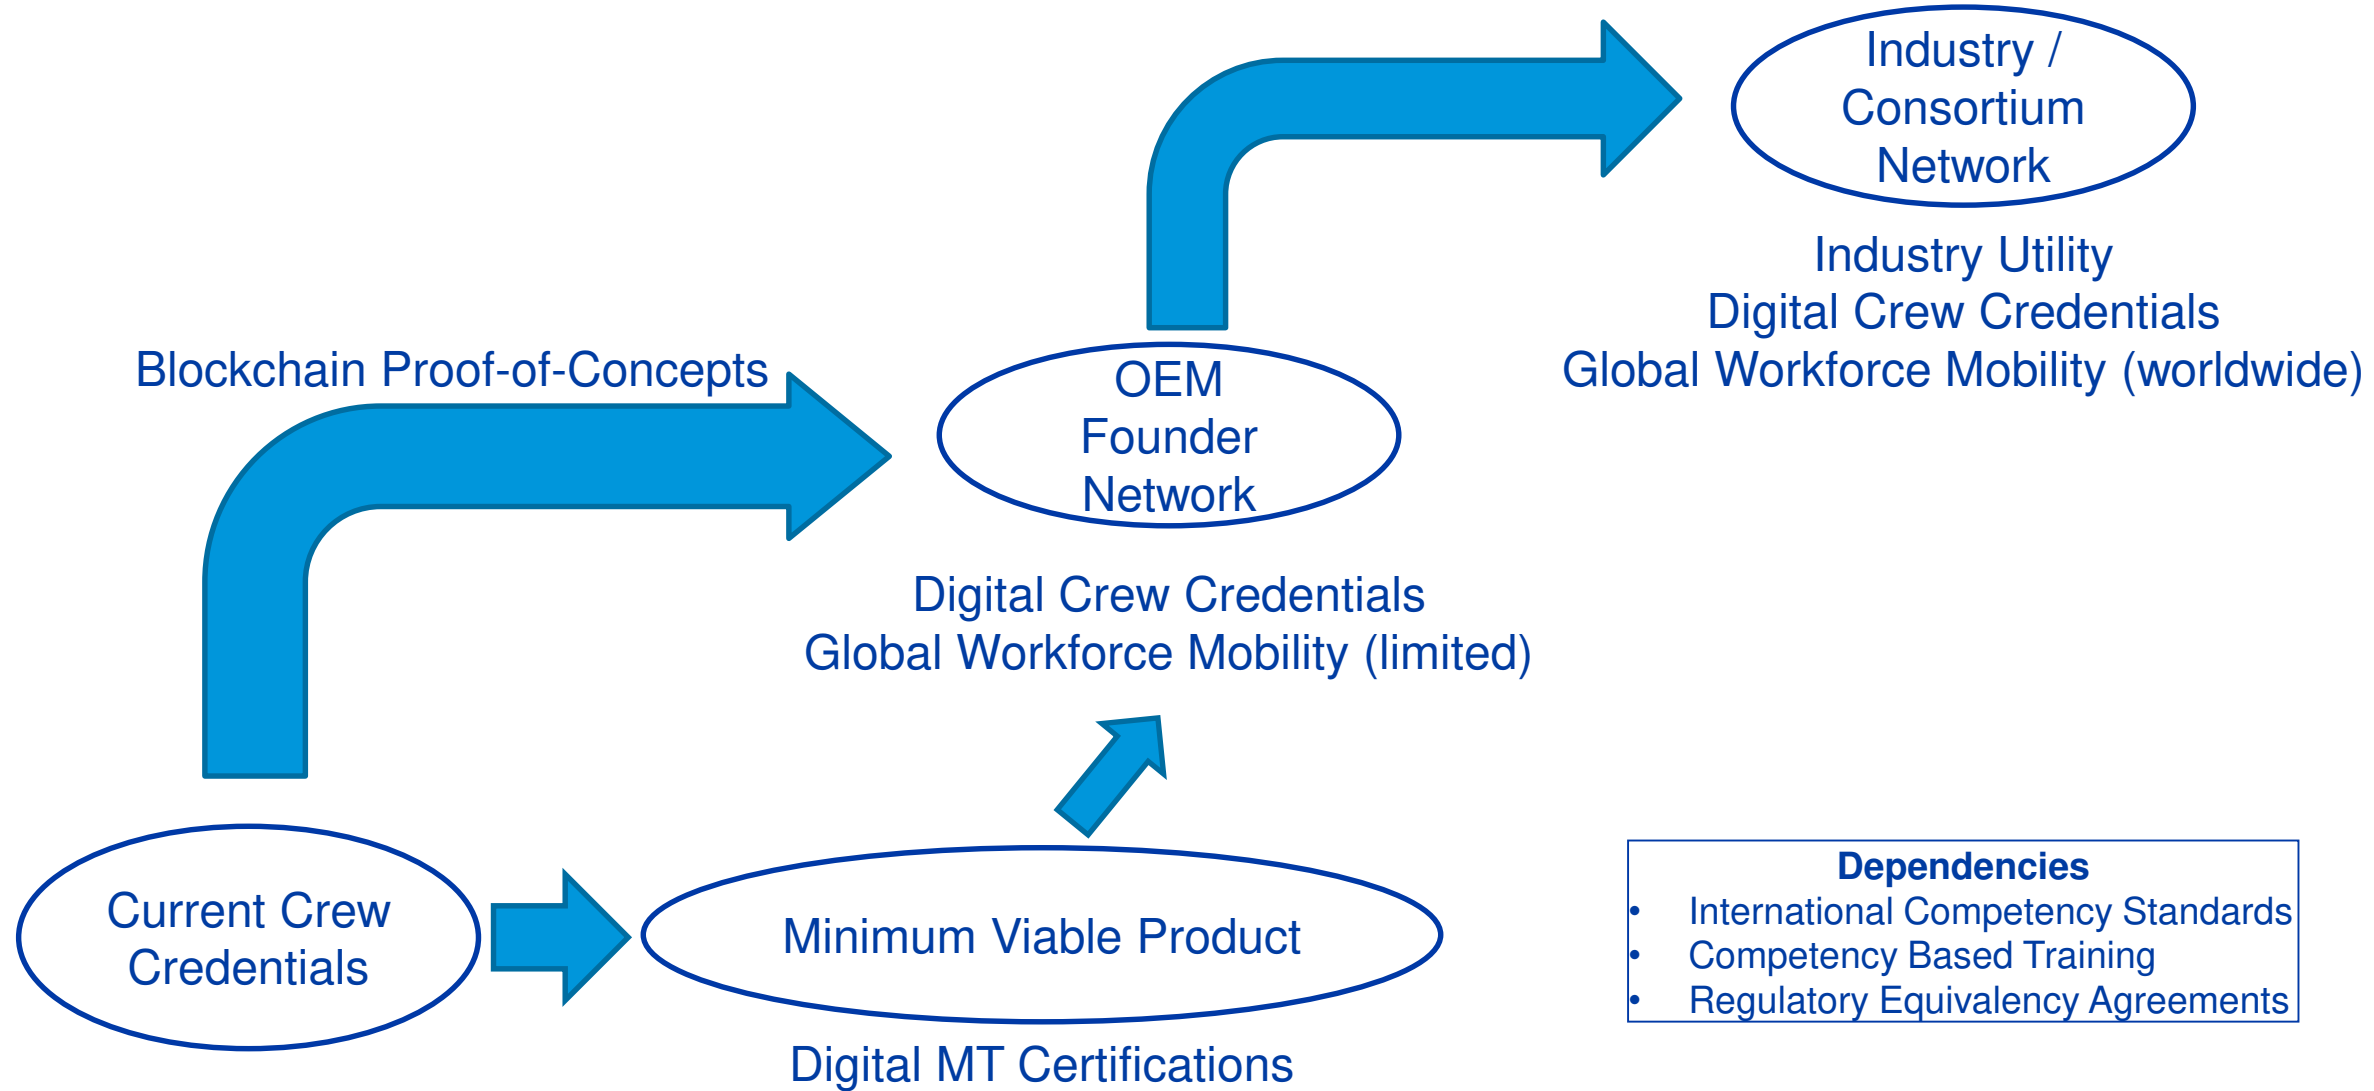 Industry /
Consortium
Network
Industry Utility
Digital Crew Credentials
Global Workforce Mobility (worldwide)
Blockchain Proof-of-Concepts
OEM
Founder
Network
Digital Crew Credentials
Global Workforce Mobility (limited)
Current Crew
Credentials
Minimum Viable Product
Digital MT Certifications
Dependencies
• International Competency Standards
• Competency Based Training
• Regulatory Equivalency Agreements